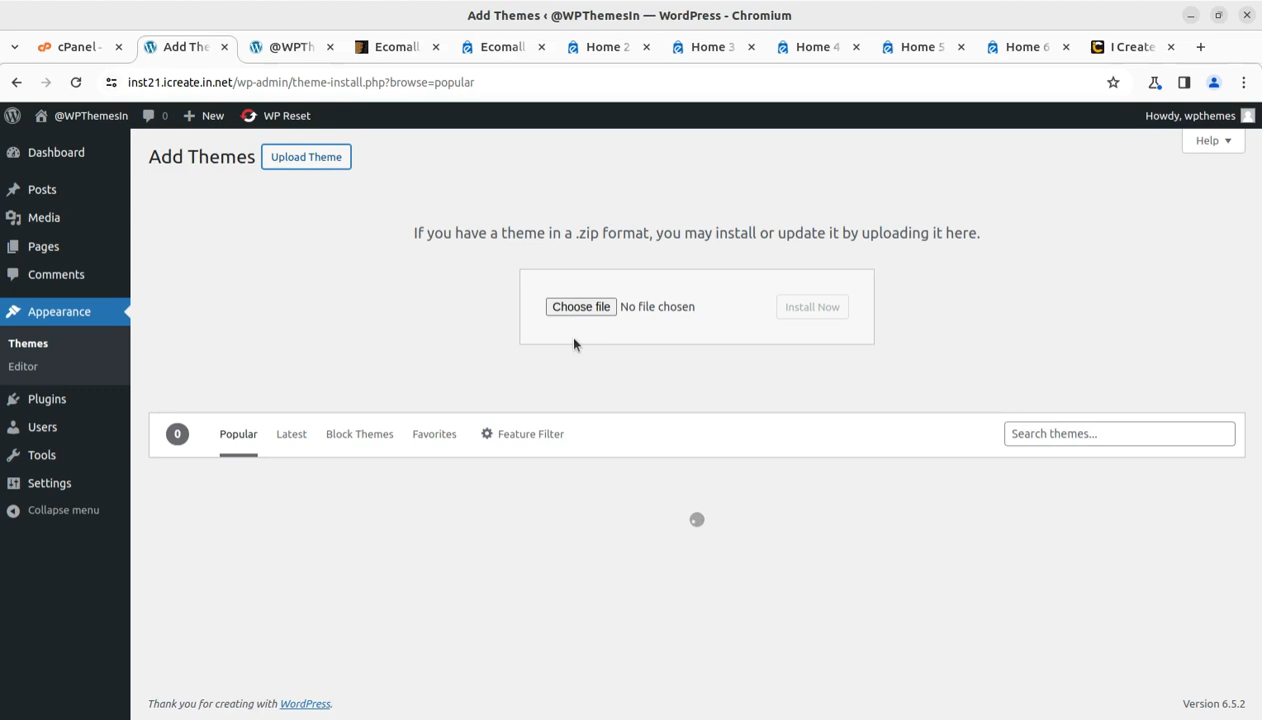 Add Themes ‹ @WPThemesIn — WordPress - Chromium
cPanel -
Add The
@WPTh
Ecomall
Ecomall
Home 2
Home 3
Home 4
Home 5
Home 6
I Create
inst21.icreate.in.net/wp-admin/theme-install.php?browse=popular
@WPThemesIn
0
New
WP Reset
Howdy, wpthemes
Dashboard
Posts
Media
Pages
Comments
Appearance
Themes
Editor
Plugins
Users
Tools
Settings
Collapse menu
Add Themes
Upload Theme
Help
If you have a theme in a .zip format, you may install or update it by uploading it here.
Choose file No file chosen
Install Now
0
Popular
Latest
Block Themes
Favorites
Feature Filter
Search themes...
Thank you for creating with WordPress.
Version 6.5.2